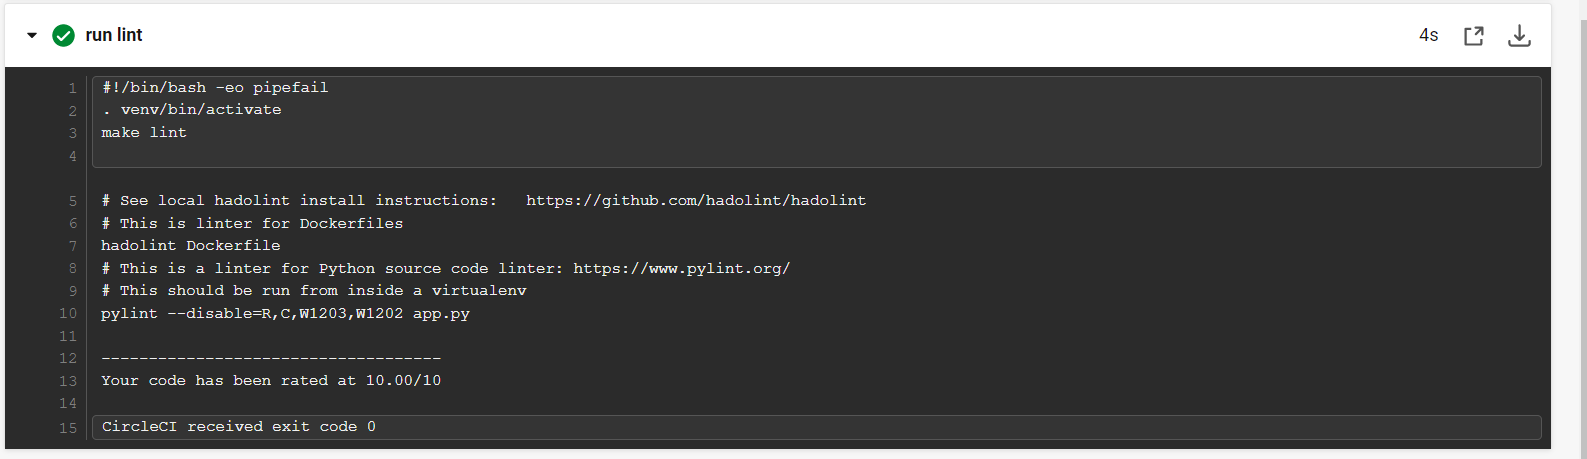 run lint
4s
1 #!/bin/bash -eo pipefail
2 . venv/bin/activate
3 make lint
4
5 # See local hadolint install instructions:   https://github.com/hadolint/hadolint
6 # This is linter for Dockerfiles
7 hadolint Dockerfile
8 # This is a linter for Python source code linter: https://www.pylint.org/
9 # This should be run from inside a virtualenv
10 pylint --disable=R,C,W1203,W1202 app.py
11
12 ------------------------------------
13 Your code has been rated at 10.00/10
14
15 CircleCI received exit code 0